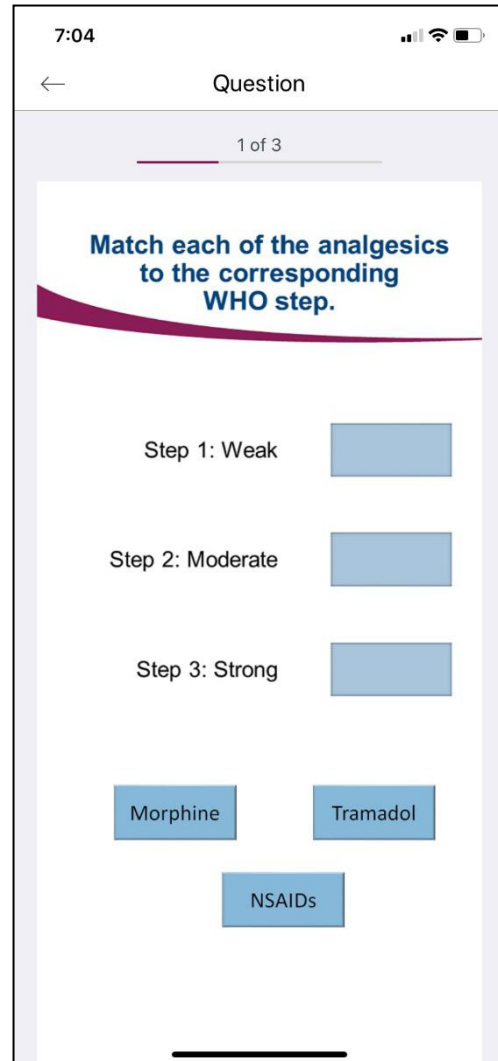 7:04
Question
1 of 3
Match each of the analgesics
to the corresponding
WHO step.
Step 1: Weak
Step 2: Moderate
Step 3: Strong
Morphine
Tramadol
NSAIDs